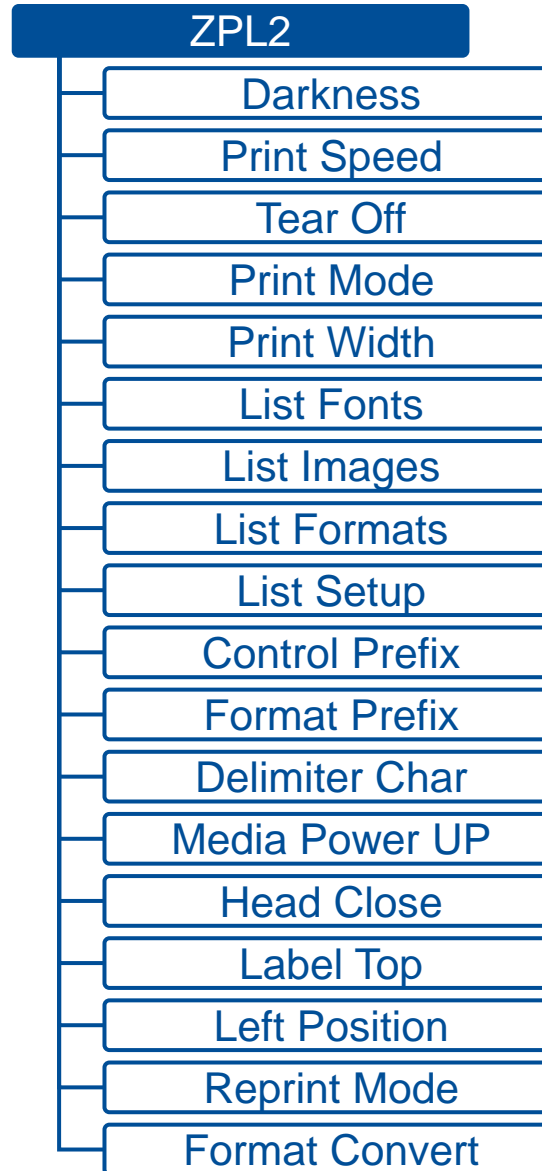 ZPL2
Darkness
Print Speed
Tear Off
Print Mode
Print Width
List Fonts
List Images
List Formats
List Setup
Control Prefix
Format Prefix
Delimiter Char
Media Power UP
Head Close
Label Top
Left Position
Reprint Mode
Format Convert